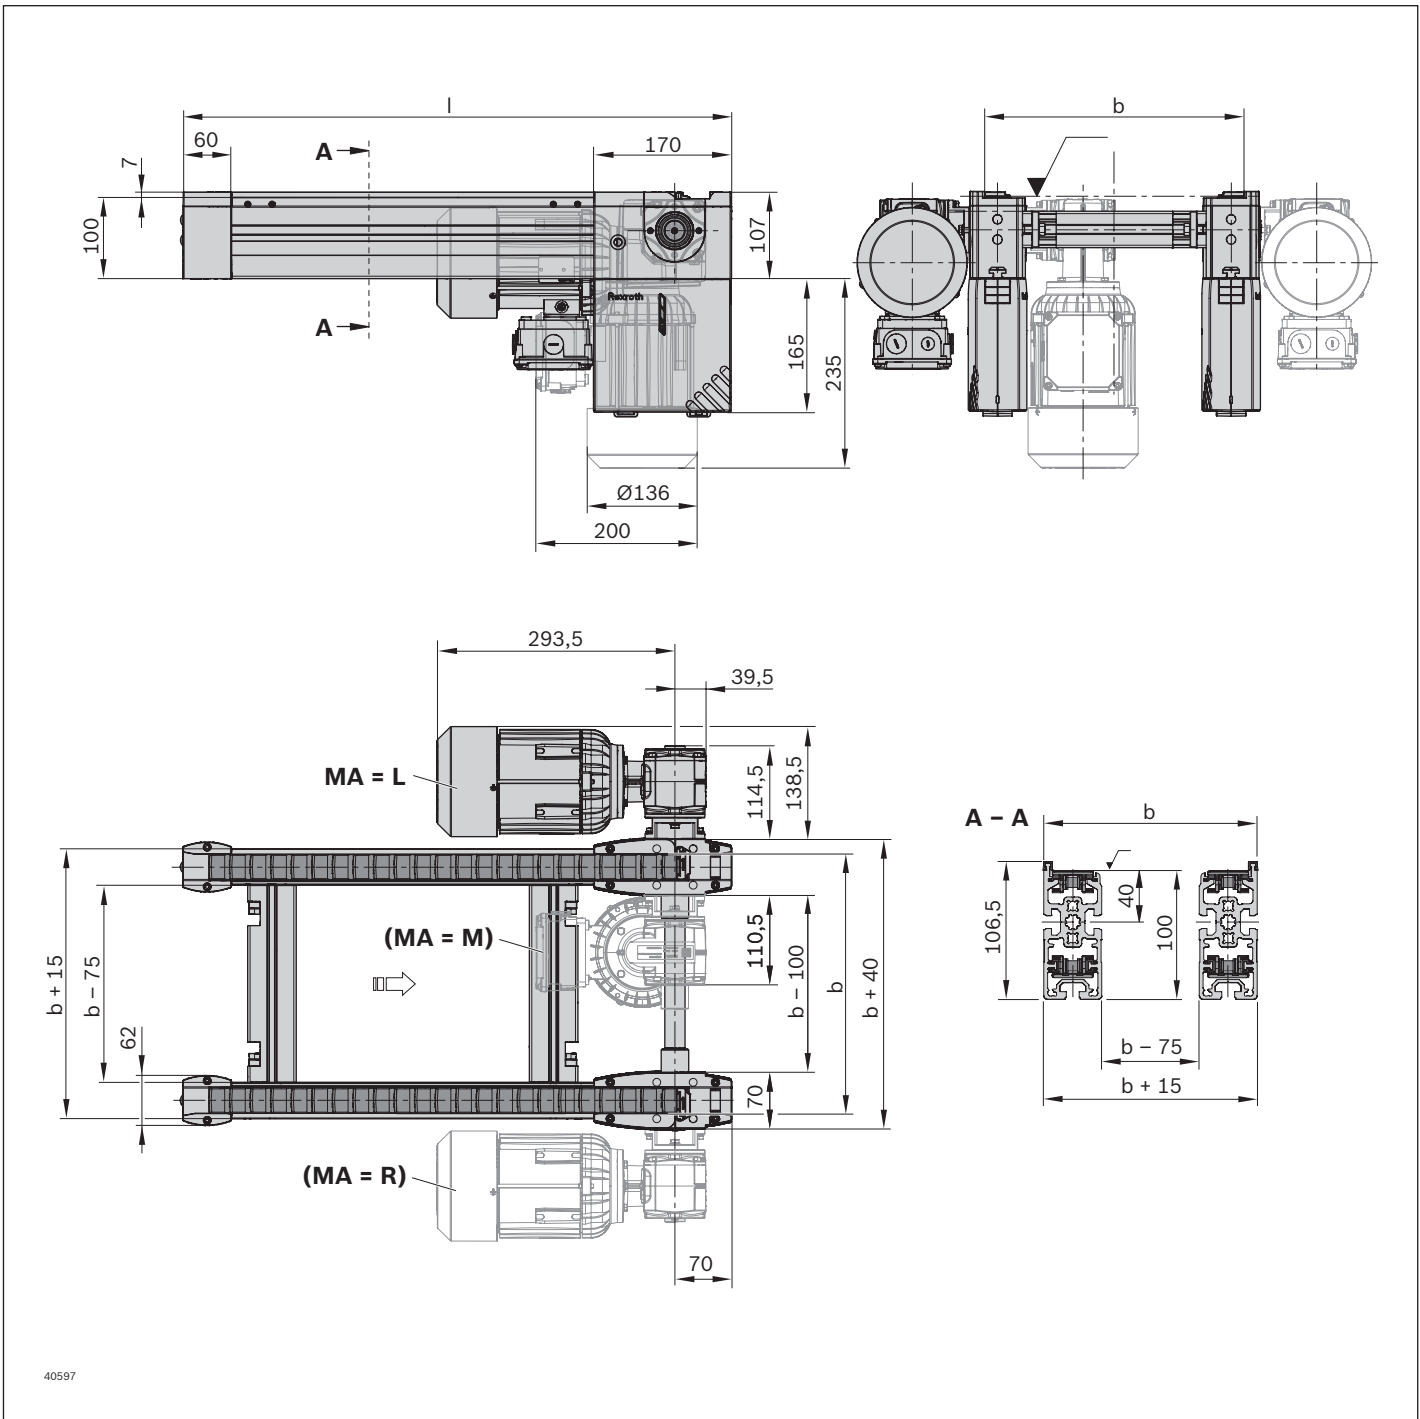 l
b
60
A
170
7
100
107
A
Rexroth
165
235
Ø136
200
293,5
39,5
MA = L
114,5
138,5
A – A
b
106,5
40
100
(MA = M)
110,5
b – 100
b
b + 40
b + 15
b – 75
62
b – 75
b + 15
70
(MA = R)
70
40597